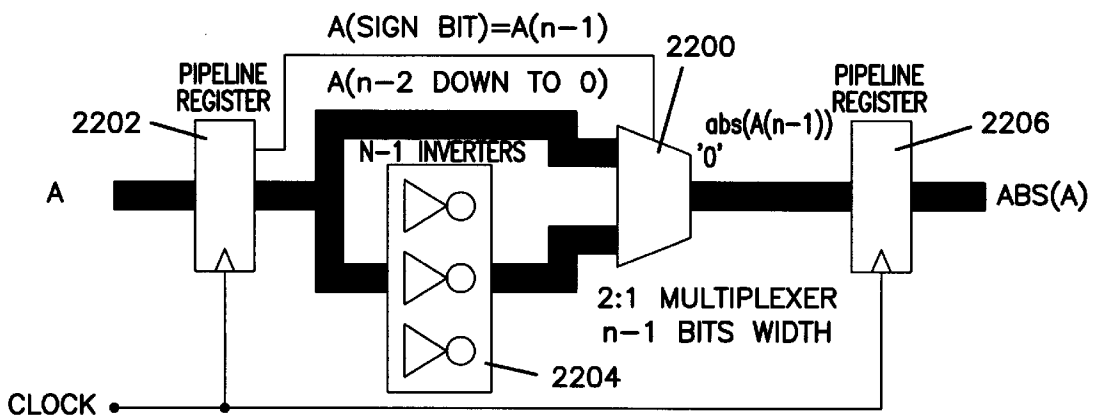 A(SIGN BIT)=A(n-1)
2200
PIPELINE
REGISTER
A(n-2 DOWN TO 0)
PIPELINE
REGISTER
2202
abs(A(n-1))
2206
N-1 INVERTERS
'0'
A
ABS(A)
2:1 MULTIPLEXER
n-1 BITS WIDTH
2204
CLOCK